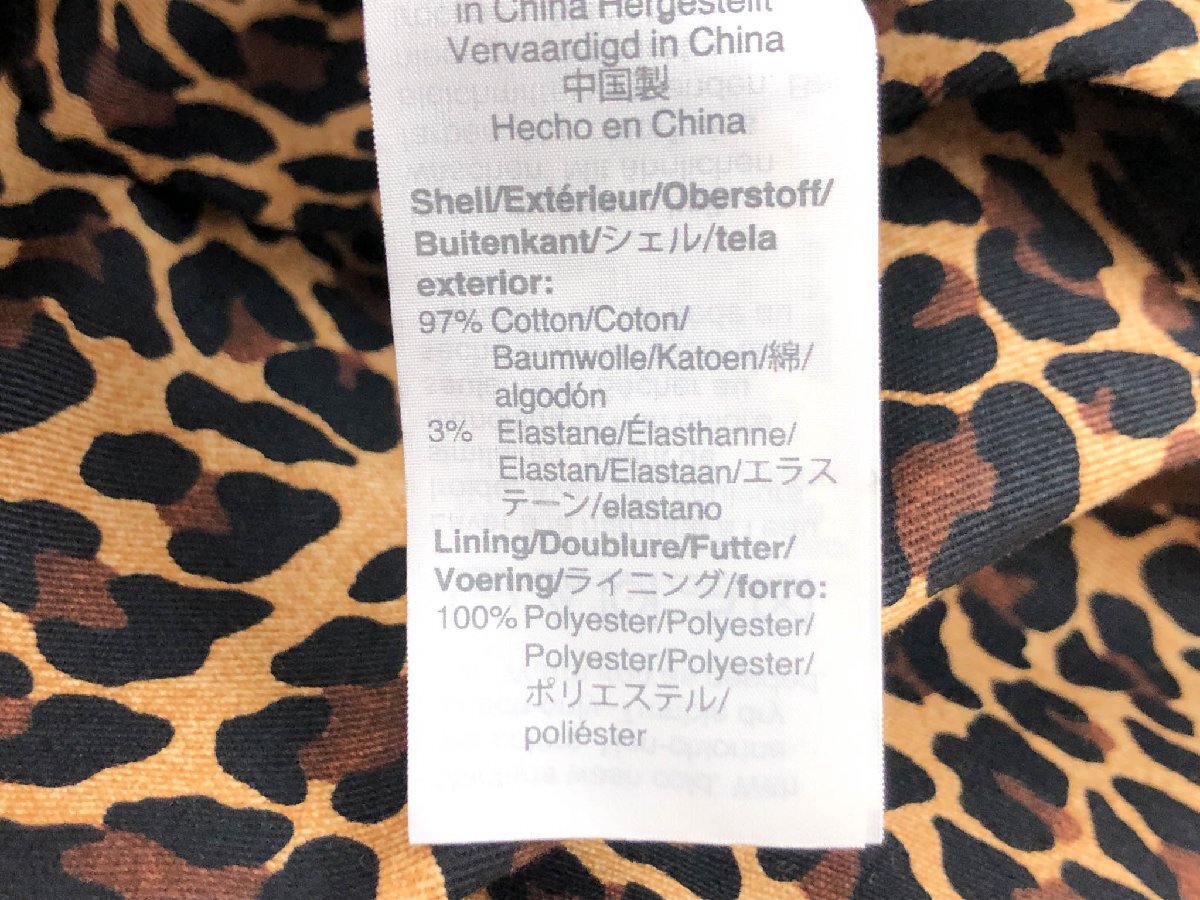 in China Hergestellt
Vervaardigd in China
中国製
Hecho en China
Shell/Extérieur/Oberstoff/
Buitenkant/シェル/tela
exterior:
97% Cotton/Coton/
Baumwolle/Katoen/綿/
algodón
3% Elastane/Élasthanne/
Elastan/Elastaan/エラス
テーン/elastano
Lining/Doublure/Futter/
Voering/ライニング/forro:
100% Polyester/Polyester/
Polyester/Polyester/
ポリエステル/
poliéster